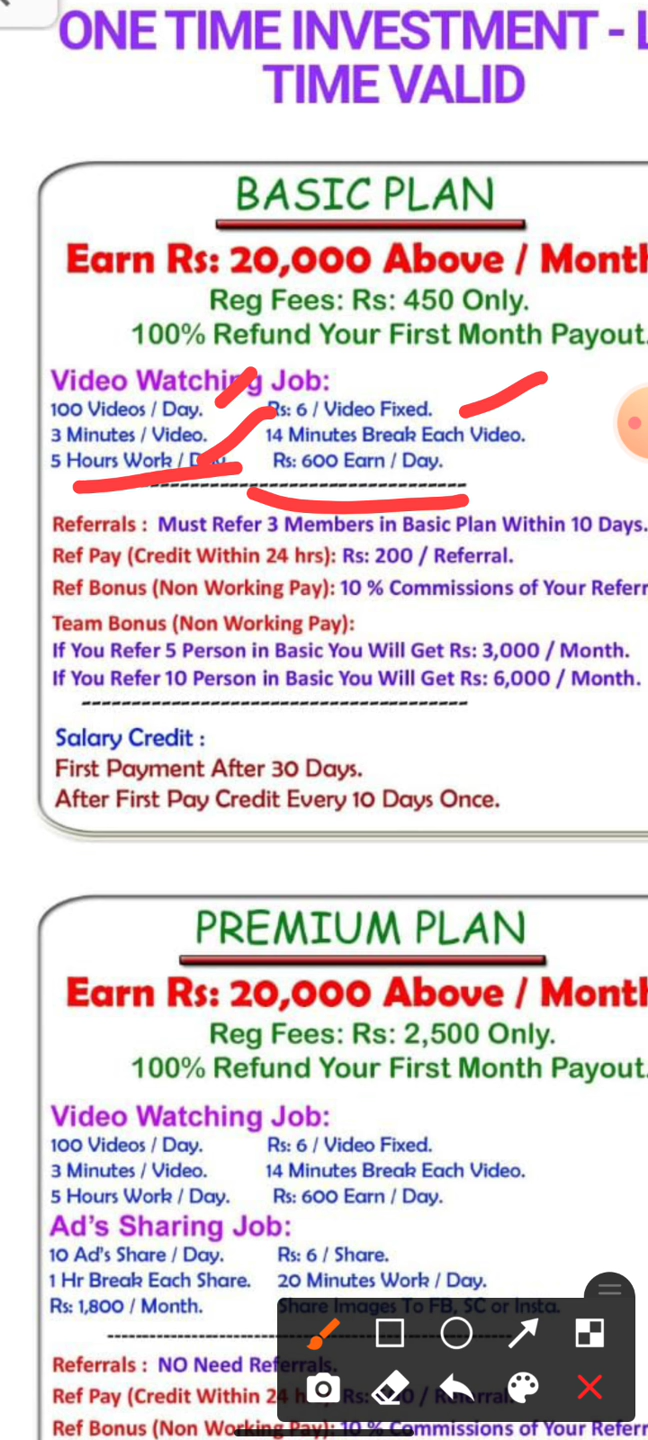 ONE TIME INVESTMENT - L
TIME VALID
BASIC PLAN
Earn Rs: 20,000 Above / Month
Reg Fees: Rs: 450 Only.
100% Refund Your First Month Payout.
Video Watching Job:
100 Videos / Day. Rs: 6 / Video Fixed.
3 Minutes / Video. 14 Minutes Break Each Video.
5 Hours Work / Day. Rs: 600 Earn / Day.
Referrals : Must Refer 3 Members in Basic Plan Within 10 Days.
Ref Pay (Credit Within 24 hrs): Rs: 200 / Referral.
Ref Bonus (Non Working Pay): 10 % Commissions of Your Referr
Team Bonus (Non Working Pay):
If You Refer 5 Person in Basic You Will Get Rs: 3,000 / Month.
If You Refer 10 Person in Basic You Will Get Rs: 6,000 / Month.
Salary Credit :
First Payment After 30 Days.
After First Pay Credit Every 10 Days Once.
PREMIUM PLAN
Earn Rs: 20,000 Above / Month
Reg Fees: Rs: 2,500 Only.
100% Refund Your First Month Payout.
Video Watching Job:
100 Videos / Day. Rs: 6 / Video Fixed.
3 Minutes / Video. 14 Minutes Break Each Video.
5 Hours Work / Day. Rs: 600 Earn / Day.
Ad's Sharing Job:
10 Ad's Share / Day. Rs: 6 / Share.
1 Hr Break Each Share. 20 Minutes Work / Day.
Rs: 1,800 / Month. Share Images To FB, SC or Insta.
Referrals : NO Need Referrals.
Ref Pay (Credit Within 24 h Rs: / Referral
Ref Bonus (Non Working Pay): 10 % Commissions of Your Referr